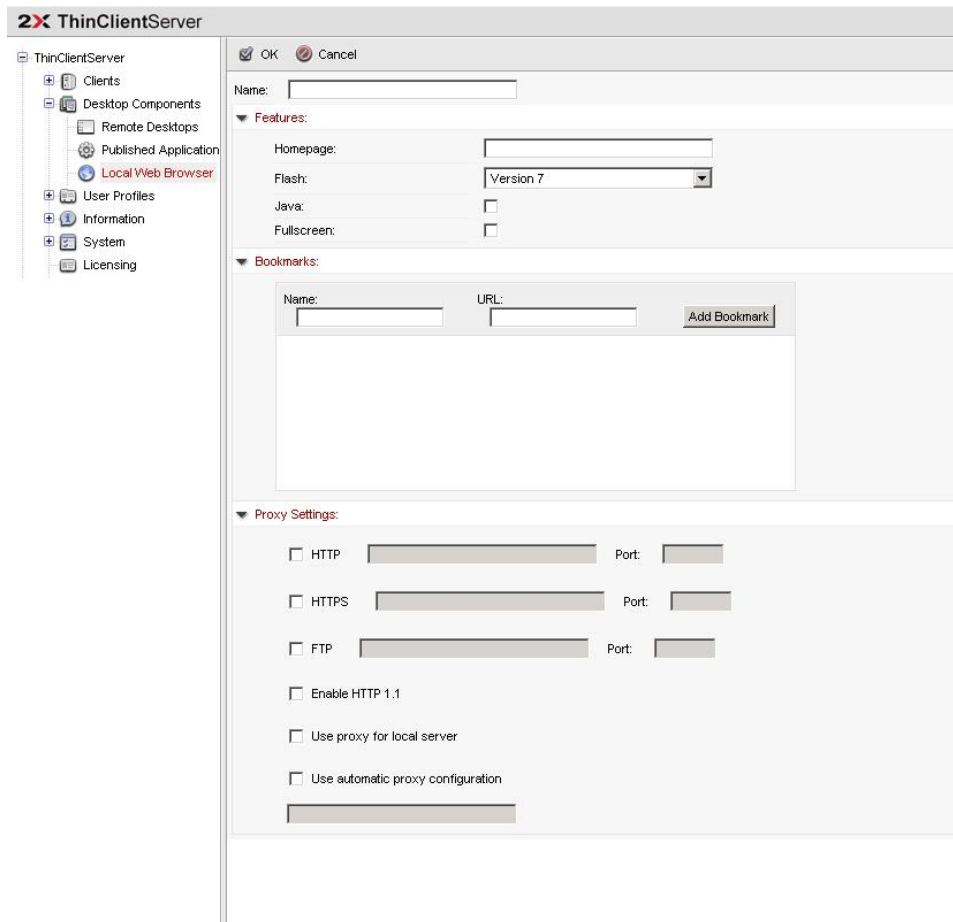 2X ThinClientServer
ThinClientServer
Clients
Desktop Components
Remote Desktops
Published Application
Local Web Browser
User Profiles
Information
System
Licensing
OK Cancel
Name:
Features:
Homepage:
Flash: Version 7
Java:
Fullscreen:
Bookmarks:
Name: URL:
Add Bookmark
Proxy Settings:
HTTP Port:
HTTPS Port:
FTP Port:
Enable HTTP 1.1
Use proxy for local server
Use automatic proxy configuration